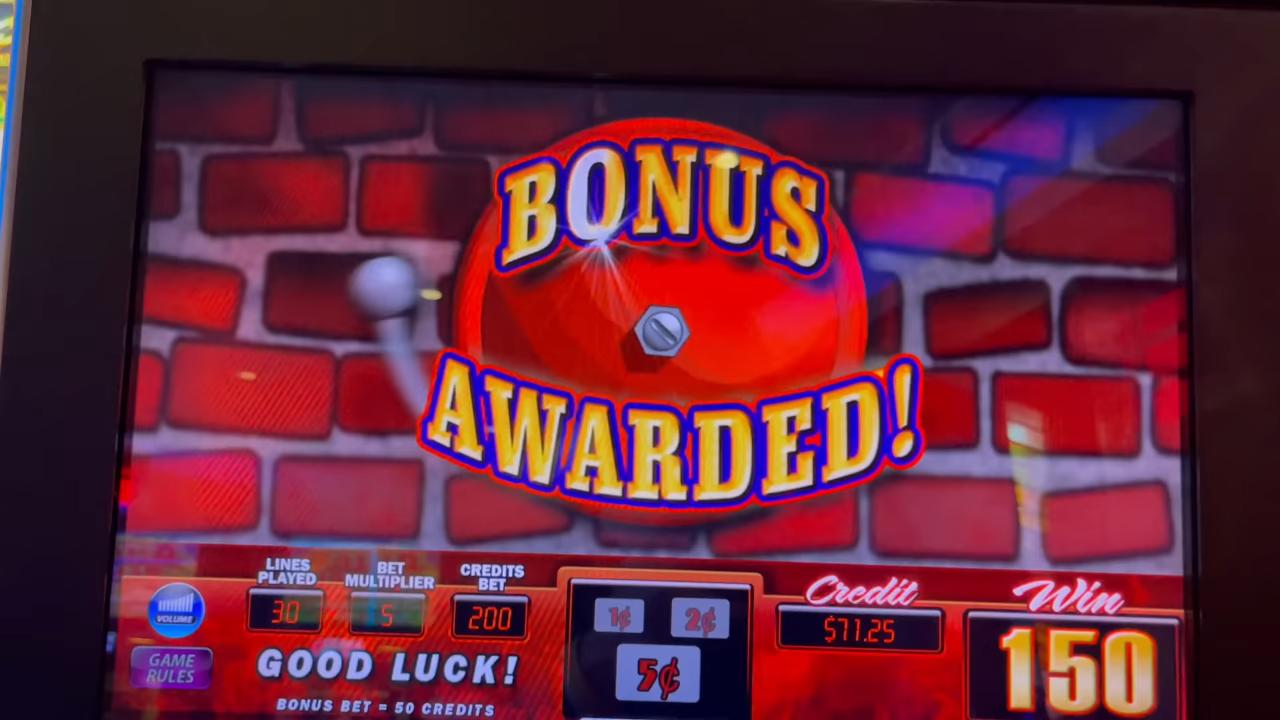 BONUS
AWARDED!
LINES
PLAYED
30
BET
MULTIPLIER
5
CREDITS
BET
200
VOLUME
GAME
RULES
GOOD LUCK!
BONUS BET = 50 CREDITS
1¢
2¢
5¢
Credit
$71.25
Win
150